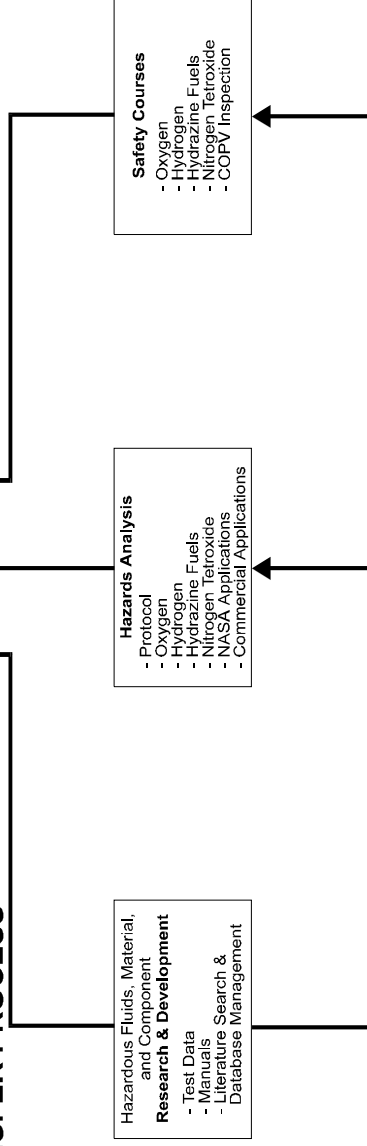 Hazardous Fluids, Material,
and Component
Research & Development
- Test Data
- Manuals
- Literature Search &
Database Management
Hazards Analysis
- Protocol
- Oxygen
- Hydrogen
- Hydrazine Fuels
- Nitrogen Tetroxide
- NASA Applications
- Commercial Applications
Safety Courses
- Oxygen
- Hydrogen
- Hydrazine Fuels
- Nitrogen Tetroxide
- COPV Inspection